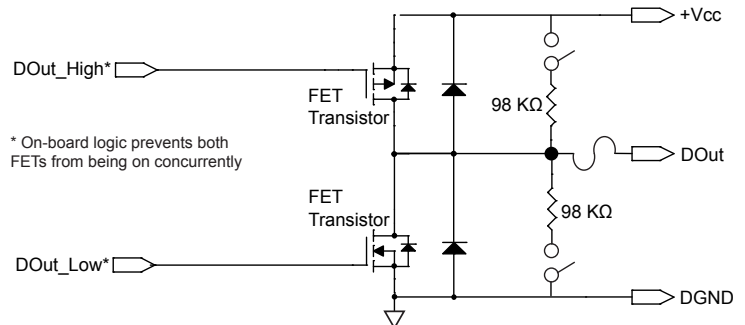 +Vcc
DOut_High*
FET
Transistor
98 KΩ
* On-board logic prevents both
FETs from being on concurrently
DOut
FET
Transistor
98 KΩ
DOut_Low*
DGND